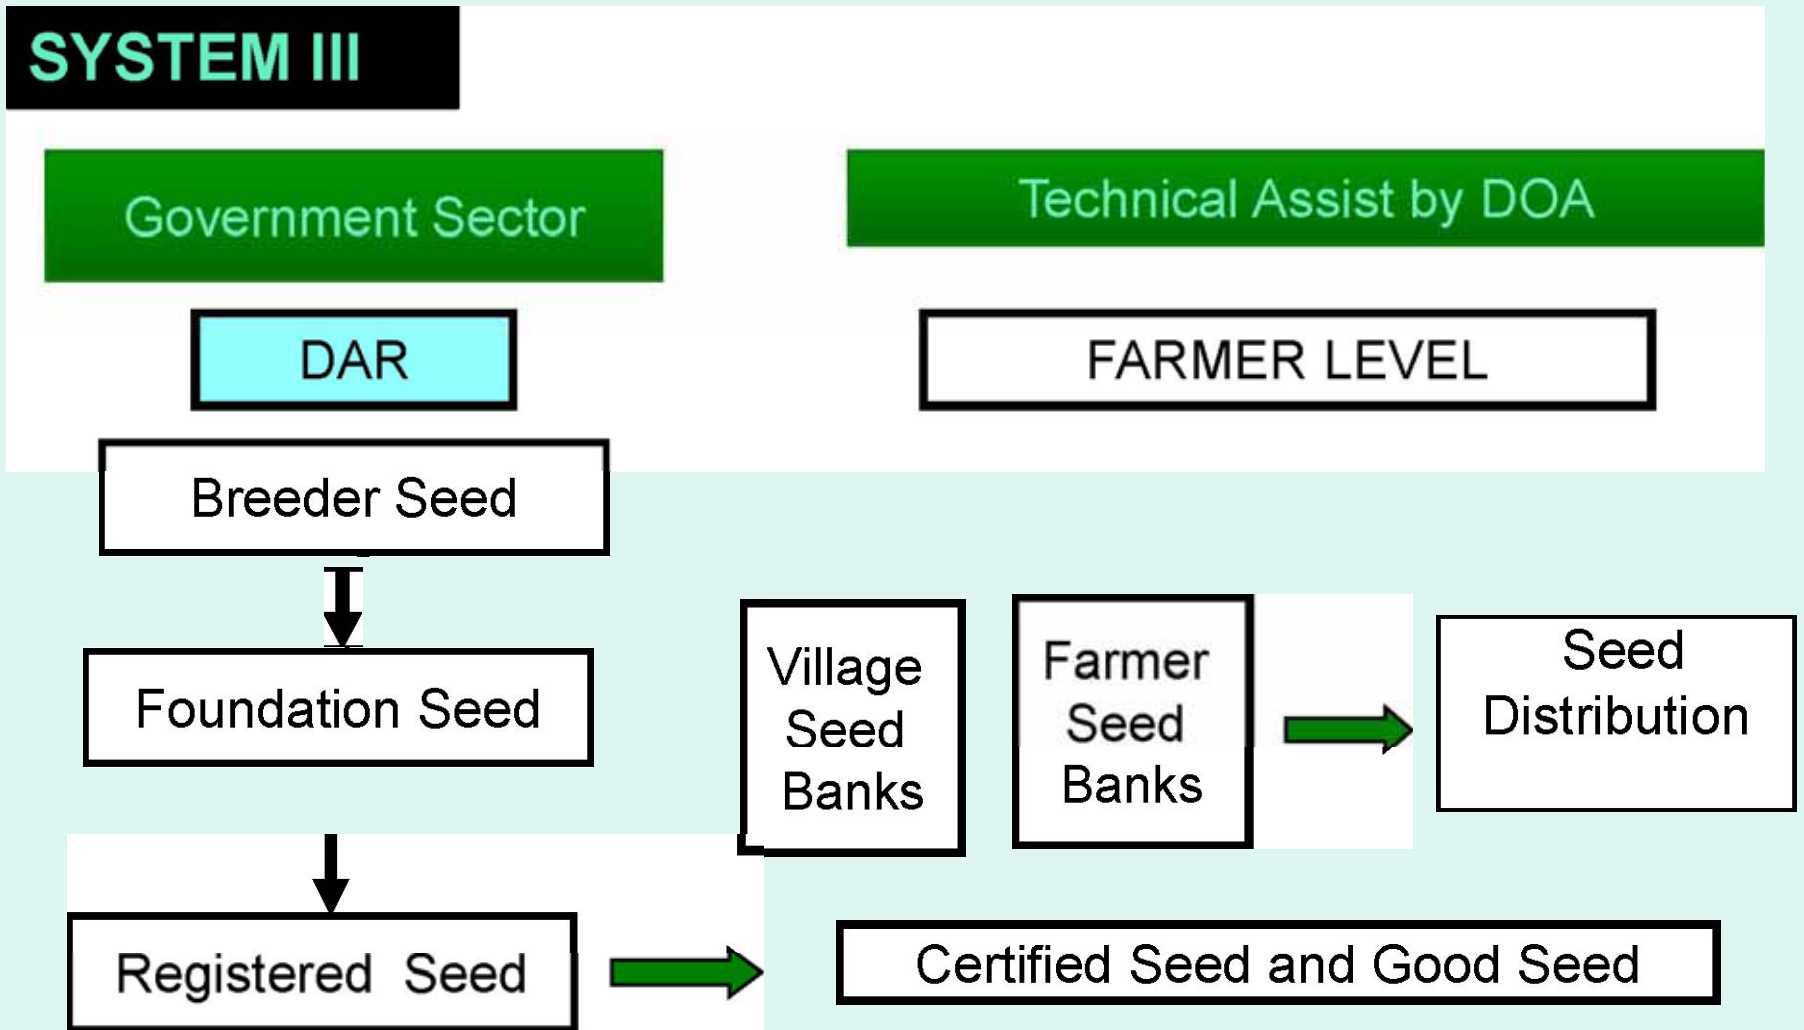 SYSTEM III
Government Sector
Technical Assist by DOA
DAR
FARMER LEVEL
Breeder Seed
Foundation Seed
Village
Seed
Banks
Farmer
Seed
Banks
Seed
Distribution
Registered Seed
Certified Seed and Good Seed